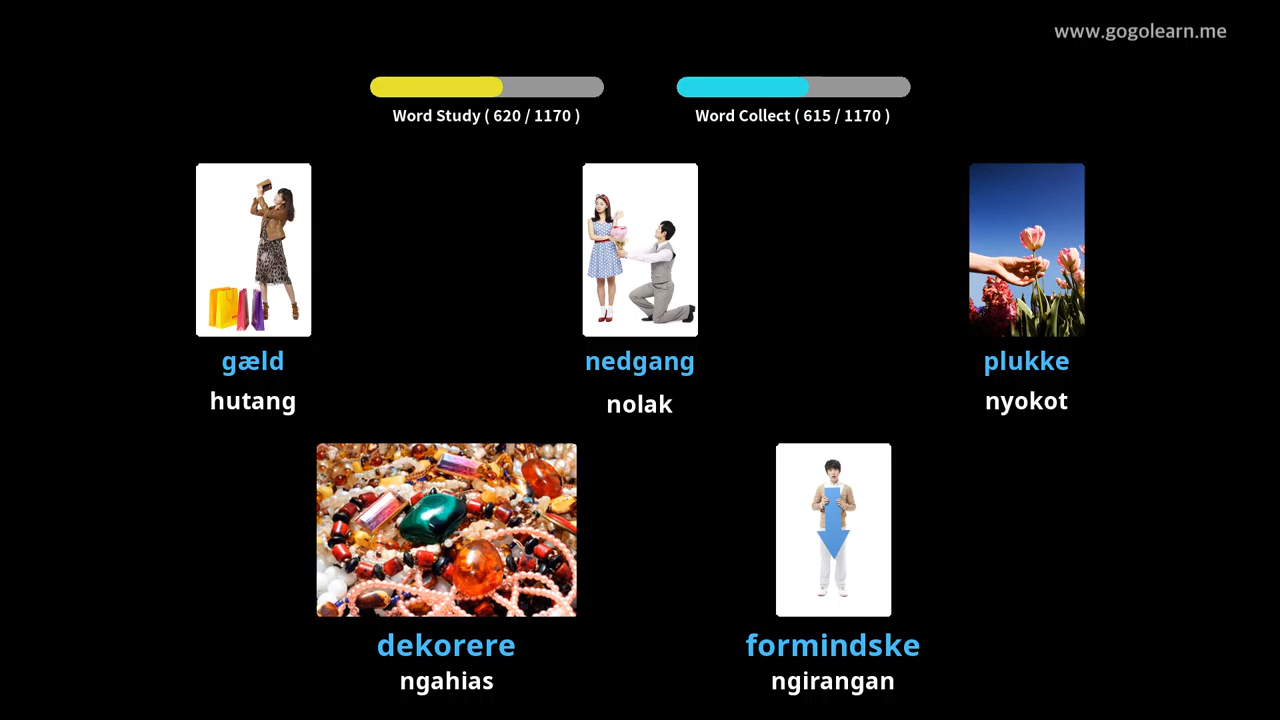 www.gogolearn.me
Word Study ( 620 / 1170 )
Word Collect ( 615 / 1170 )
gæld
nedgang
plukke
hutang
nolak
nyokot
dekorere
formindske
ngahias
ngirangan